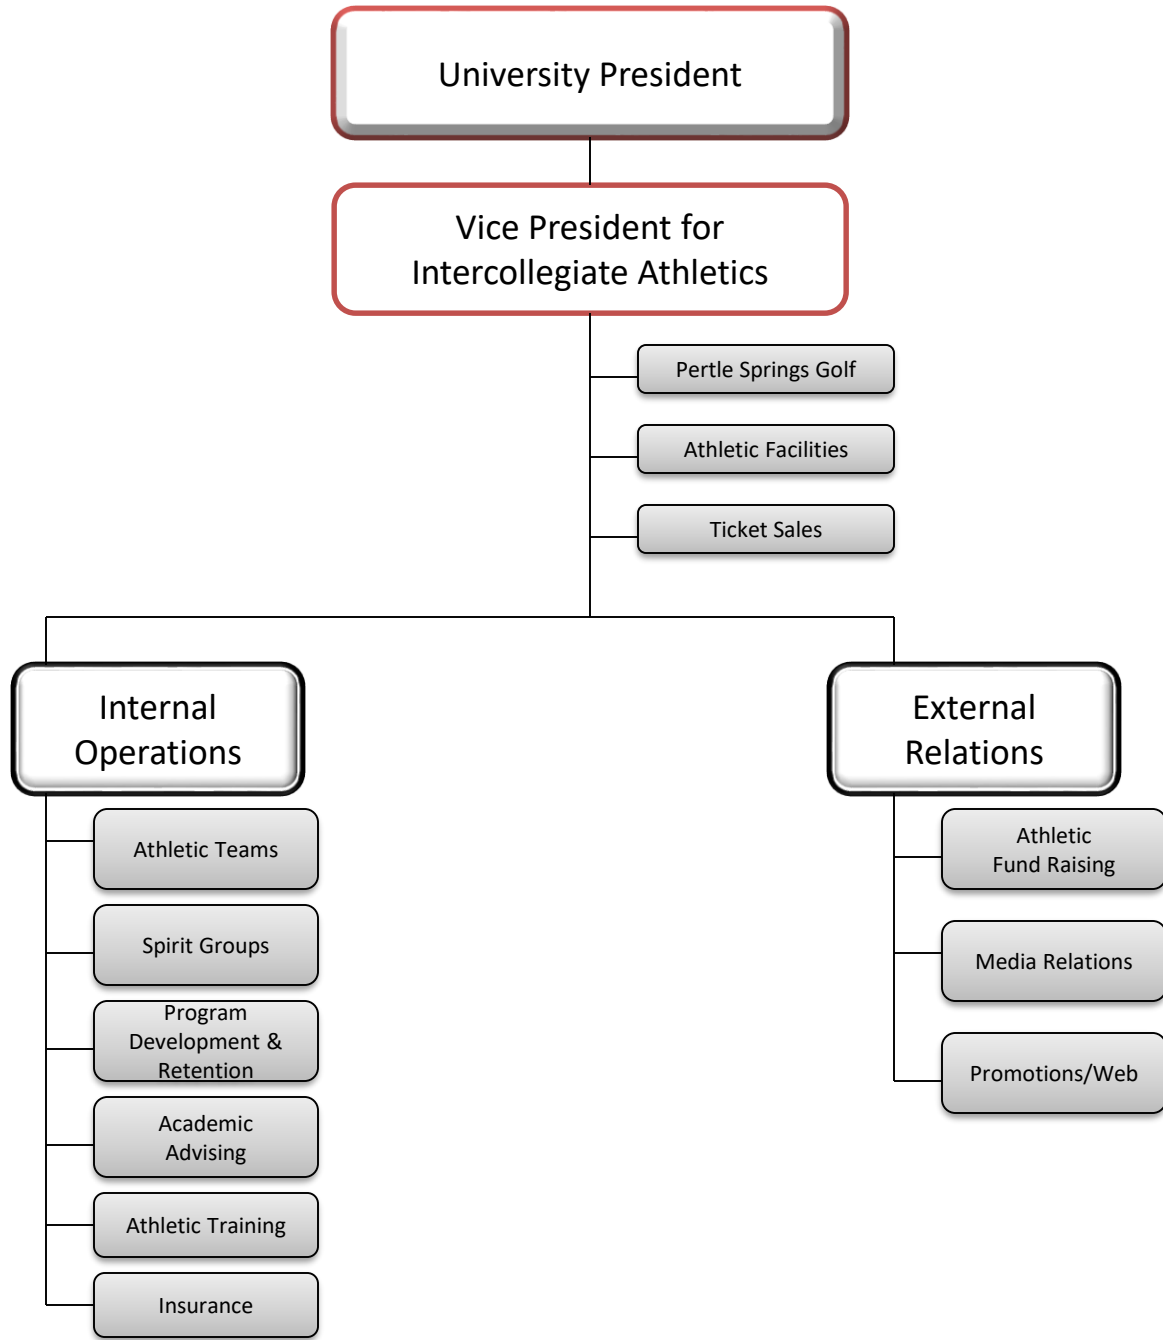 University President
Vice President for
Intercollegiate Athletics
Pertle Springs Golf
Athletic Facilities
Ticket Sales
Internal
Operations
Athletic Teams
Spirit Groups
Program
Development &
Retention
Academic
Advising
Athletic Training
Insurance
External
Relations
Athletic
Fund Raising
Media Relations
Promotions/Web